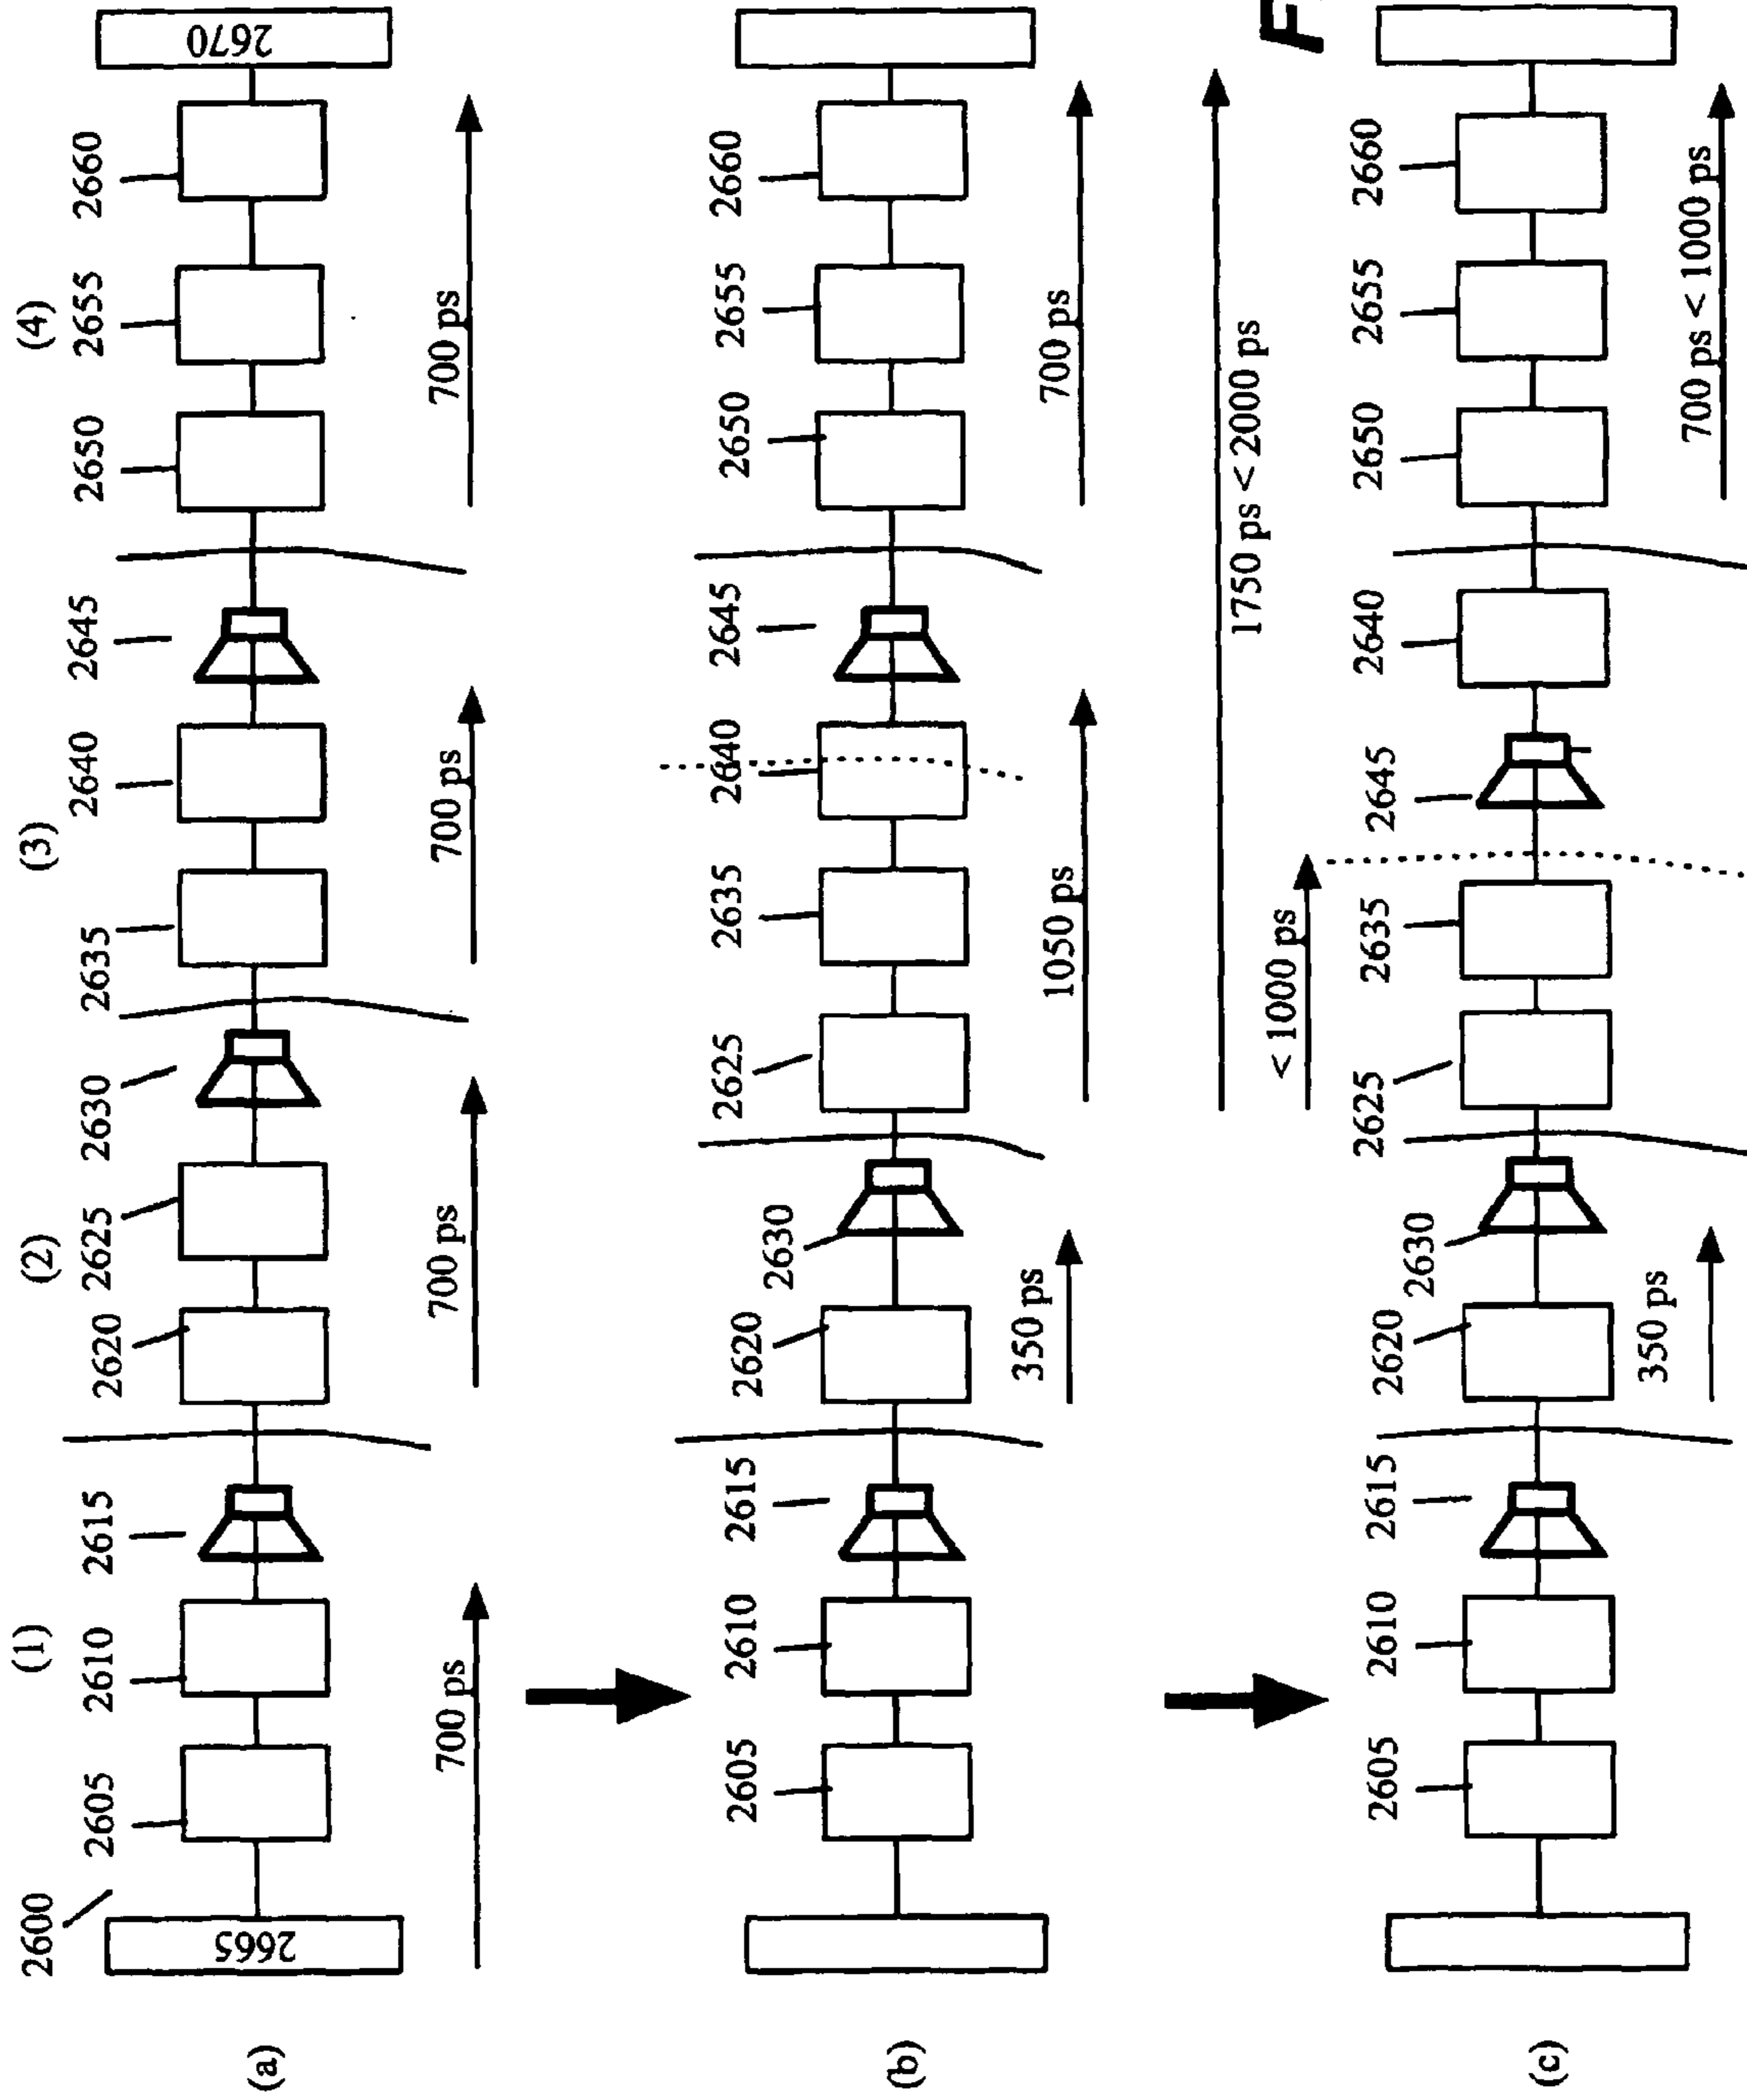 (1) (2) (3) (4)
2600 2605 2610 2615 2620 2625 2630 2635 2640 2645 2650 2655 2660
(a) 2665 2670
700 ps 700 ps 700 ps 700 ps
2605 2610 2615 2620 2630 2625 2635 2640 2645 2650 2655 2660
(b)
350 ps 1050 ps 700 ps
1750 ps < 2000 ps
< 1000 ps
F
2605 2610 2615 2620 2630 2625 2635 2645 2640 2650 2655 2660
(c)
350 ps 700 ps < 1000 ps